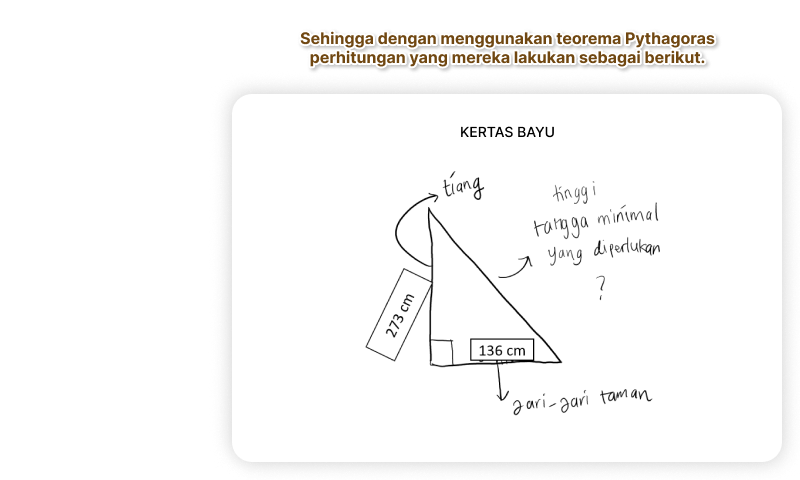 Sehingga dengan menggunakan teorema Pythagoras
perhitungan yang mereka lakukan sebagai berikut.
KERTAS BAYU
tiang
tinggi
tangga minimal
yang diperlukan
?
273 cm
136 cm
jari-jari taman